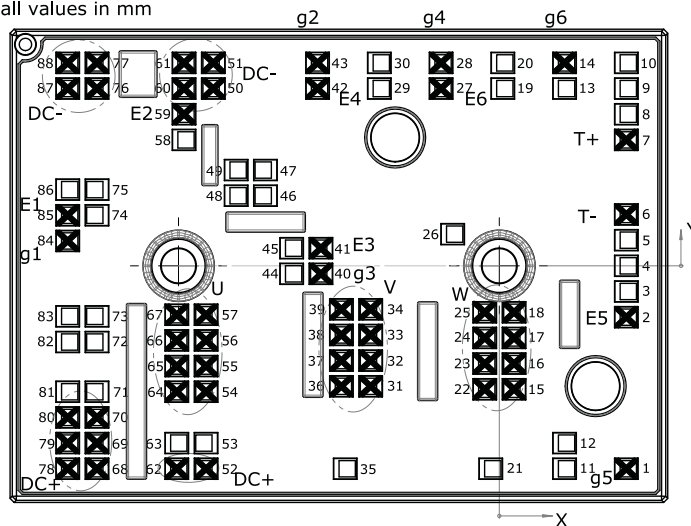 all values in mm
g2 g4 g6
88 77 61 51 43 30 28 20 14 10
DC-
87 76 60 50 42 29 27 19 13 9
E4 E6
DC- E2 59 8
58 T+ 7
49 47
86 75 48 46
E1 85 74 T- 6
84 26 5
g1 45 41 E3 Y
44 40 g3 4
U V W 3
83 73 67 57 39 34 25 18 E5 2
82 72 66 56 38 33 24 17
65 55 37 32 23 16
81 71 64 54 36 31 22 15
80 70
79 69 63 53 12
78 68 62 52 35 21 11 g5 1
DC+ DC+
X